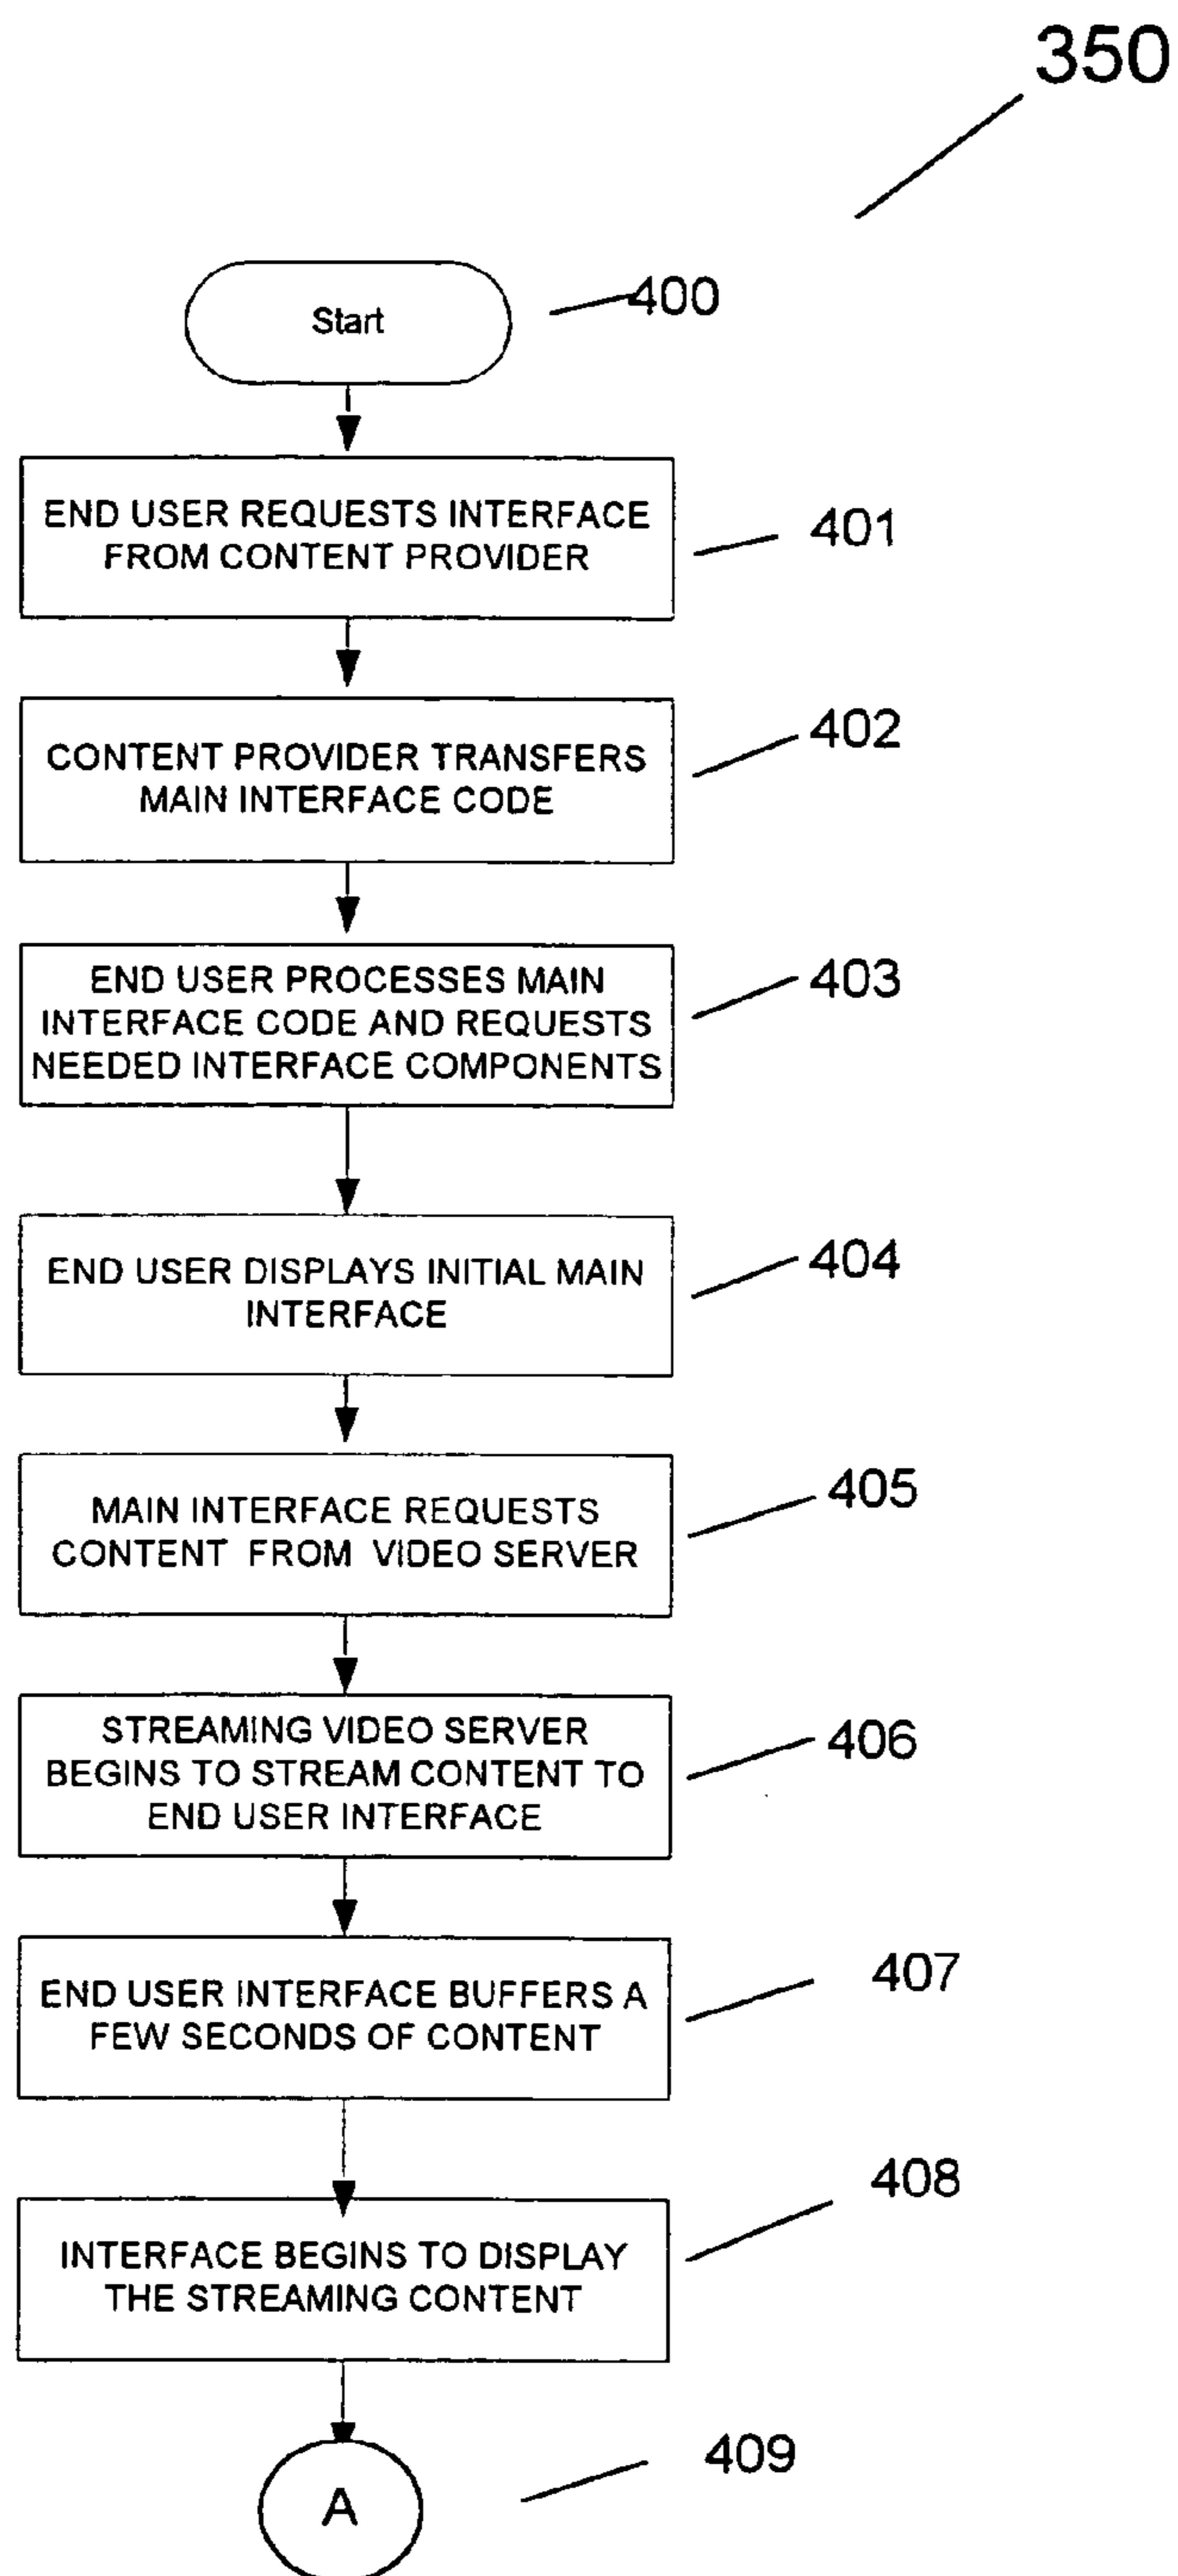 350
Start
400
END USER REQUESTS INTERFACE
FROM CONTENT PROVIDER
401
CONTENT PROVIDER TRANSFERS
MAIN INTERFACE CODE
402
END USER PROCESSES MAIN
INTERFACE CODE AND REQUESTS
NEEDED INTERFACE COMPONENTS
403
END USER DISPLAYS INITIAL MAIN
INTERFACE
404
MAIN INTERFACE REQUESTS
CONTENT FROM VIDEO SERVER
405
STREAMING VIDEO SERVER
BEGINS TO STREAM CONTENT TO
END USER INTERFACE
406
END USER INTERFACE BUFFERS A
FEW SECONDS OF CONTENT
407
INTERFACE BEGINS TO DISPLAY
THE STREAMING CONTENT
408
A
409